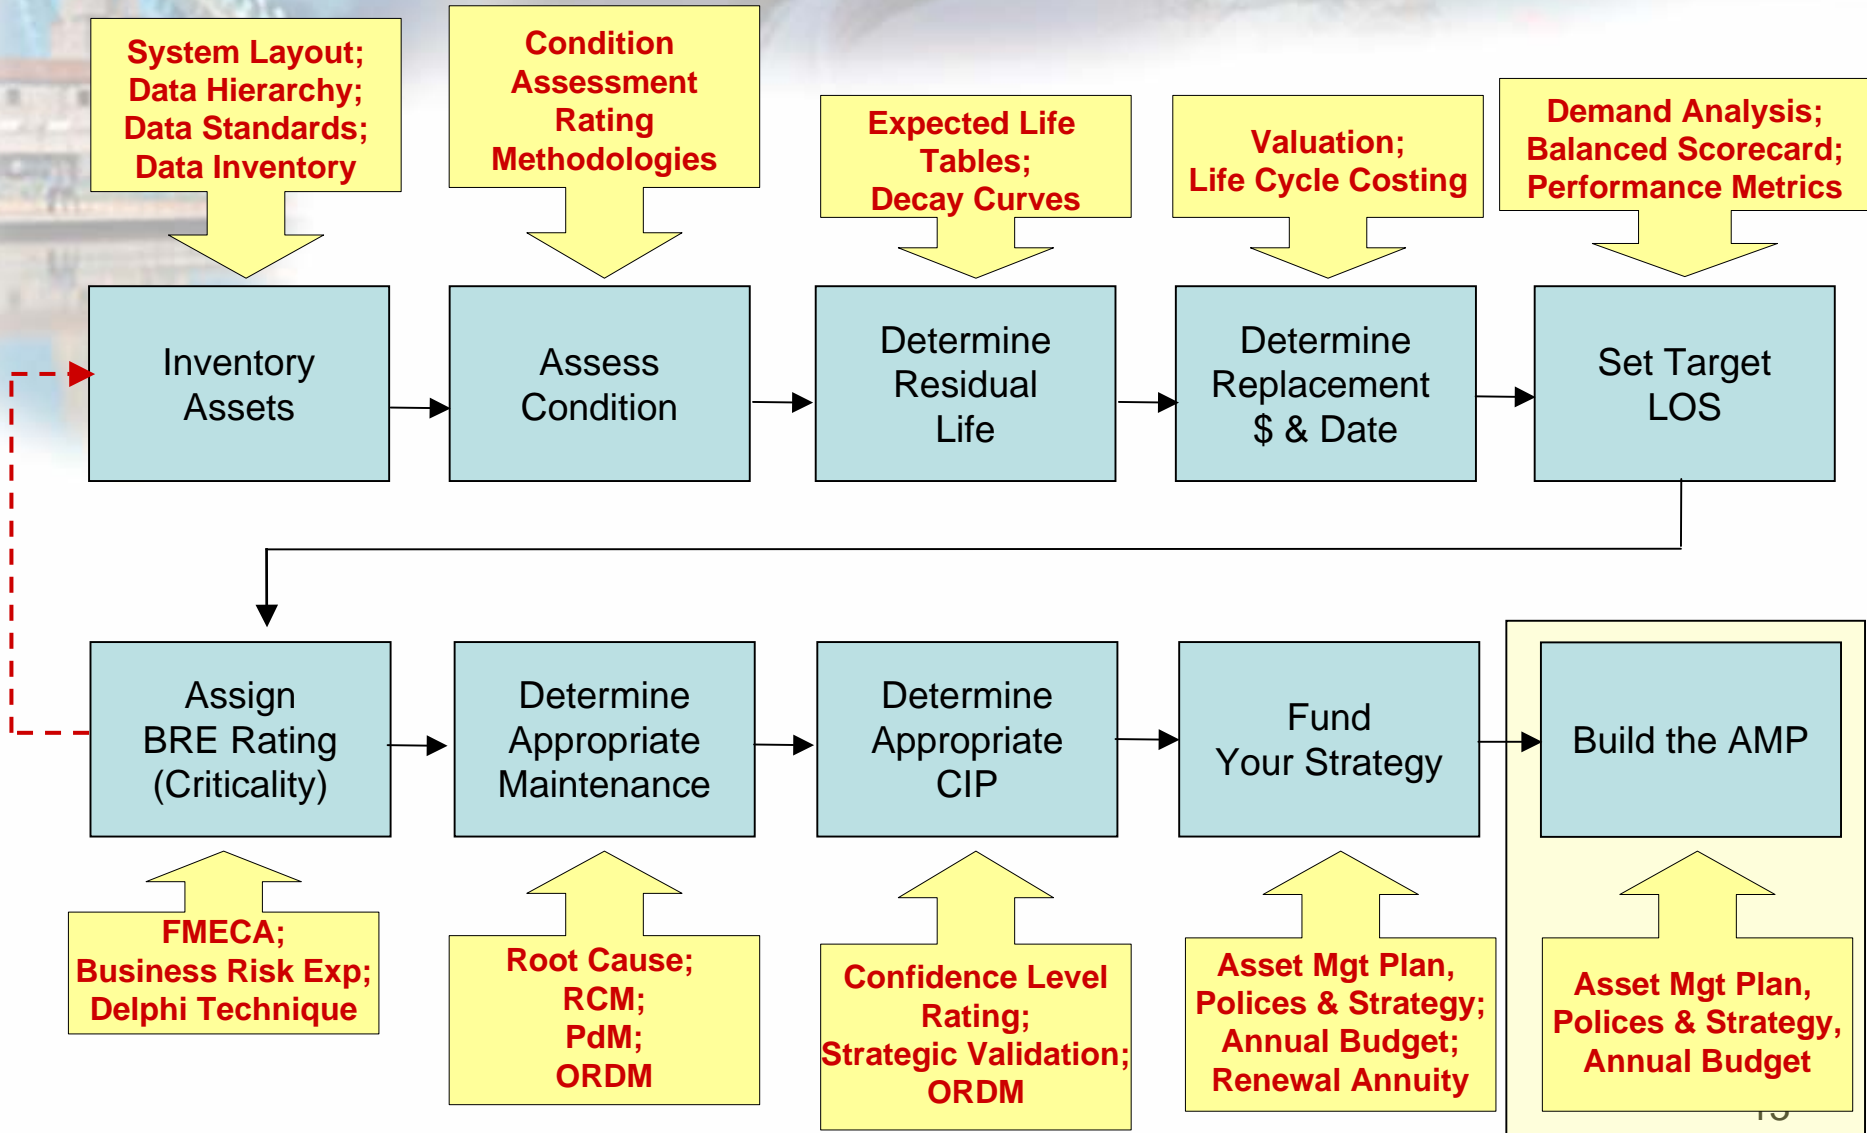 System Layout;
Data Hierarchy;
Data Standards;
Data Inventory
Condition
Assessment
Rating
Methodologies
Expected Life
Tables;
Decay Curves
Valuation;
Life Cycle Costing
Demand Analysis;
Balanced Scorecard;
Performance Metrics
Inventory
Assets
Assess
Condition
Determine
Residual
Life
Determine
Replacement
$ & Date
Set Target
LOS
Assign
BRE Rating
(Criticality)
Determine
Appropriate
Maintenance
Determine
Appropriate
CIP
Fund
Your Strategy
Build the AMP
FMECA;
Business Risk Exp;
Delphi Technique
Root Cause;
RCM;
PdM;
ORDM
Confidence Level
Rating;
Strategic Validation;
ORDM
Asset Mgt Plan,
Polices & Strategy;
Annual Budget;
Renewal Annuity
Asset Mgt Plan,
Polices & Strategy,
Annual Budget